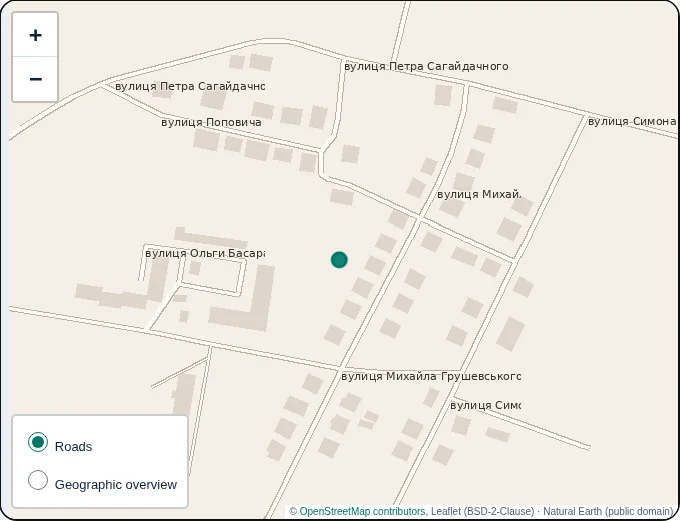 +
−
вулиця Петра Сагайдачного
вулиця Петра Сагайдачно
вулиця Поповича
вулиця Симона
вулиця Михай
вулиця Ольги Басара
вулиця Михайла Грушевського
вулиця Симо
Roads
Geographic overview
© OpenStreetMap contributors, Leaflet (BSD-2-Clause) · Natural Earth (public domain)